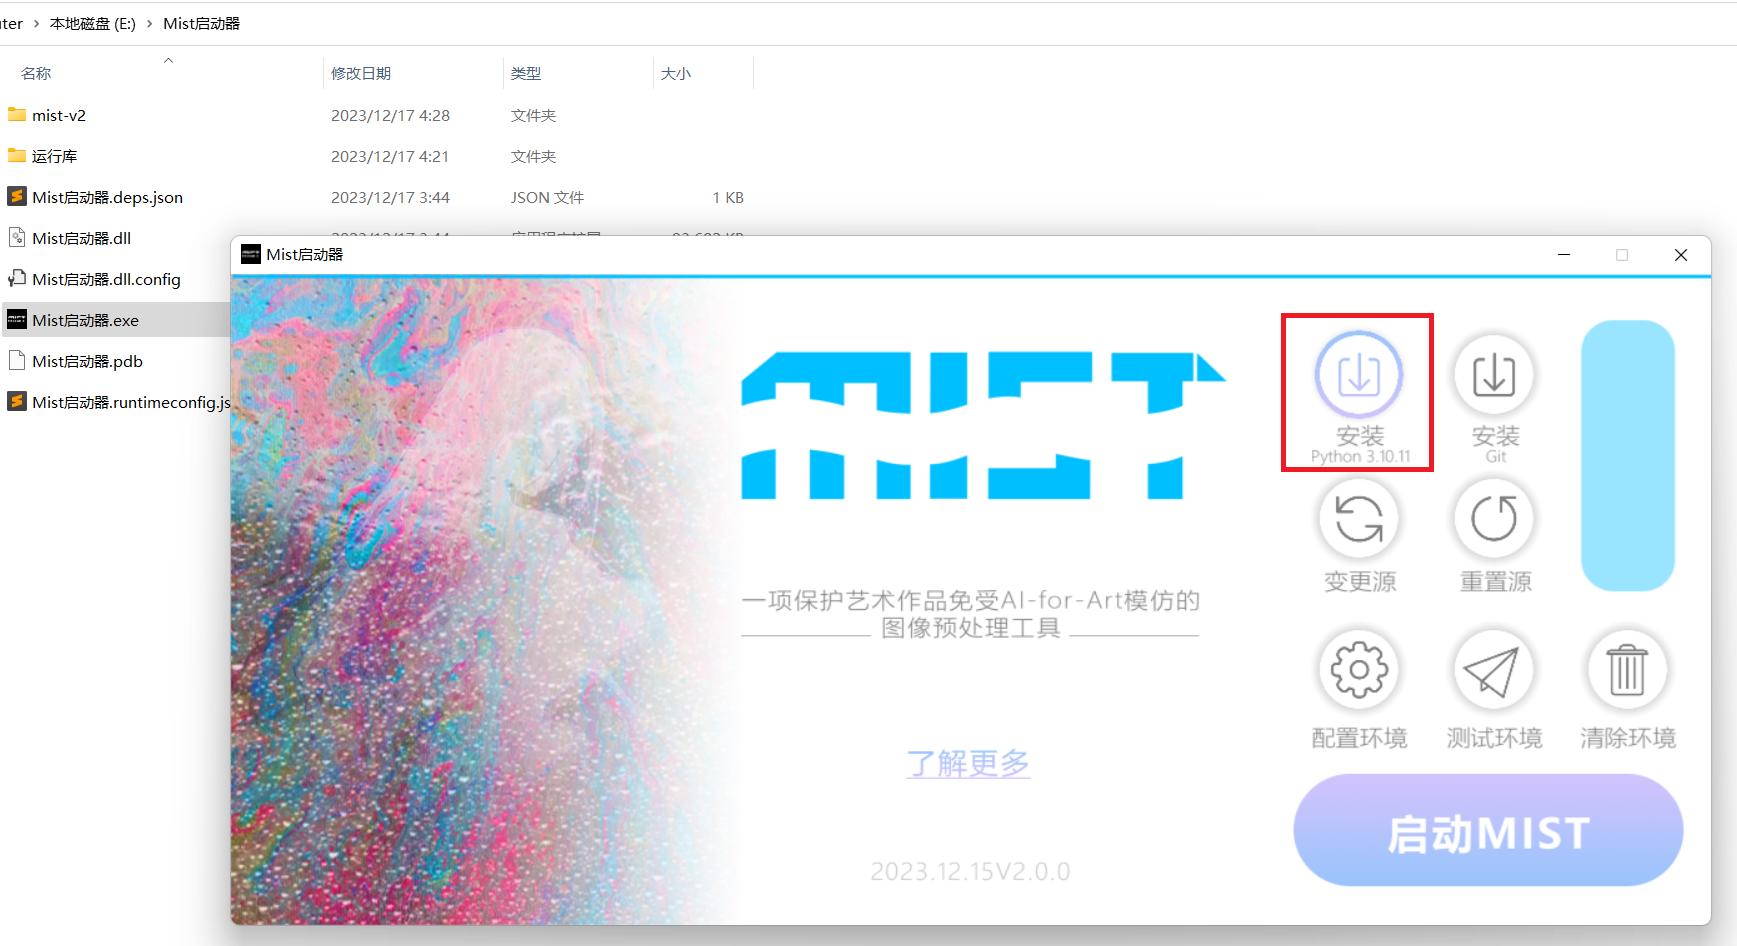 uter > 本地磁盘 (E:) > Mist启动器
名称 修改日期 类型 大小
mist-v2 2023/12/17 4:28 文件夹
运行库 2023/12/17 4:21 文件夹
Mist启动器.deps.json 2023/12/17 3:44 JSON 文件 1 KB
Mist启动器.dll
Mist启动器.dll.config
Mist启动器.exe
Mist启动器.pdb
Mist启动器.runtimeconfig.js
Mist启动器
MIST
一项保护艺术作品免受AI-for-Art模仿的
图像预处理工具
了解更多
2023.12.15V2.0.0
安装
Python 3.10.11
安装
Git
变更源
重置源
配置环境
测试环境
清除环境
启动MIST